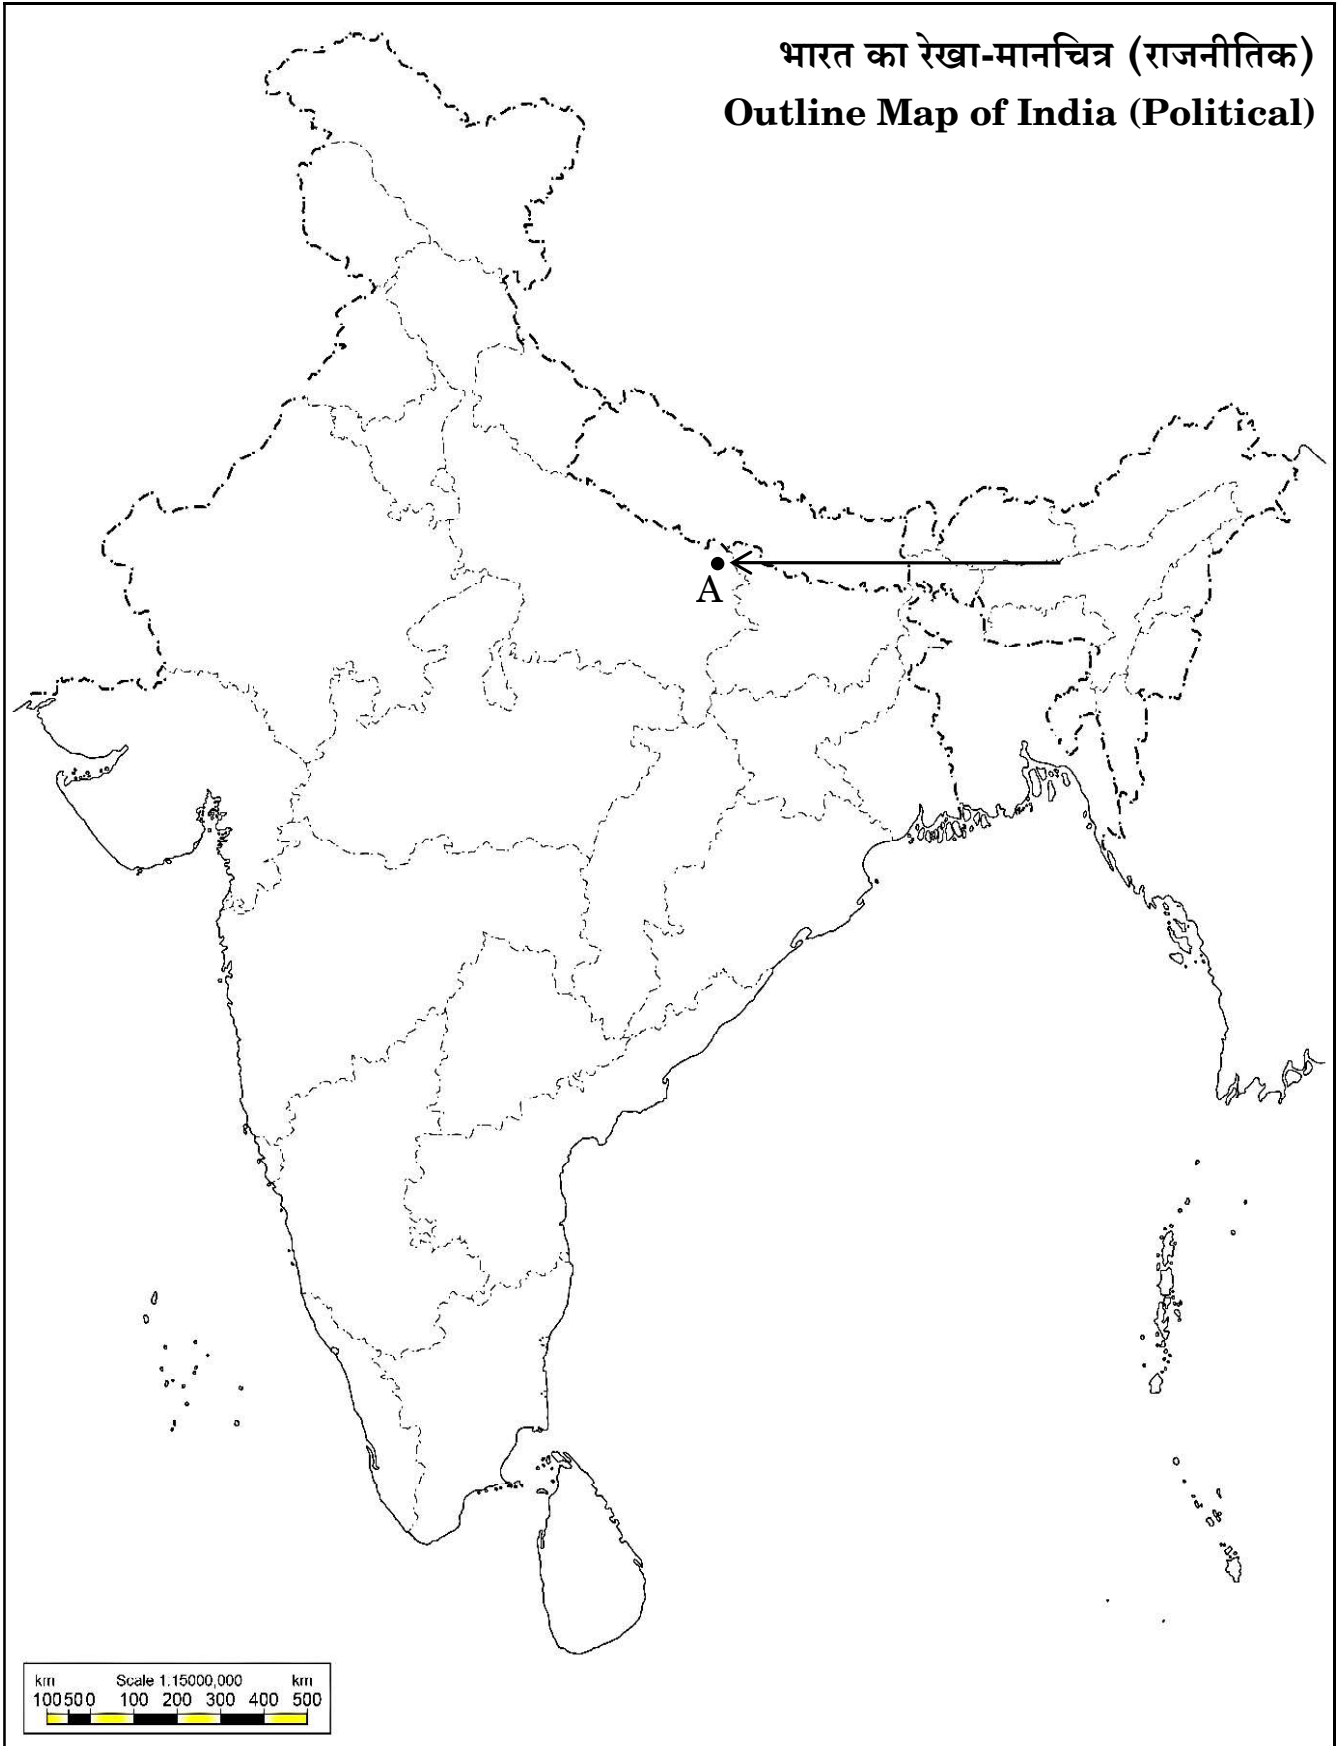 भारत का रेखा-मानचित्र (राजनीतिक)
Outline Map of India (Political)
A
km Scale 1:15000,000 km
100 50 0 100 200 300 400 500